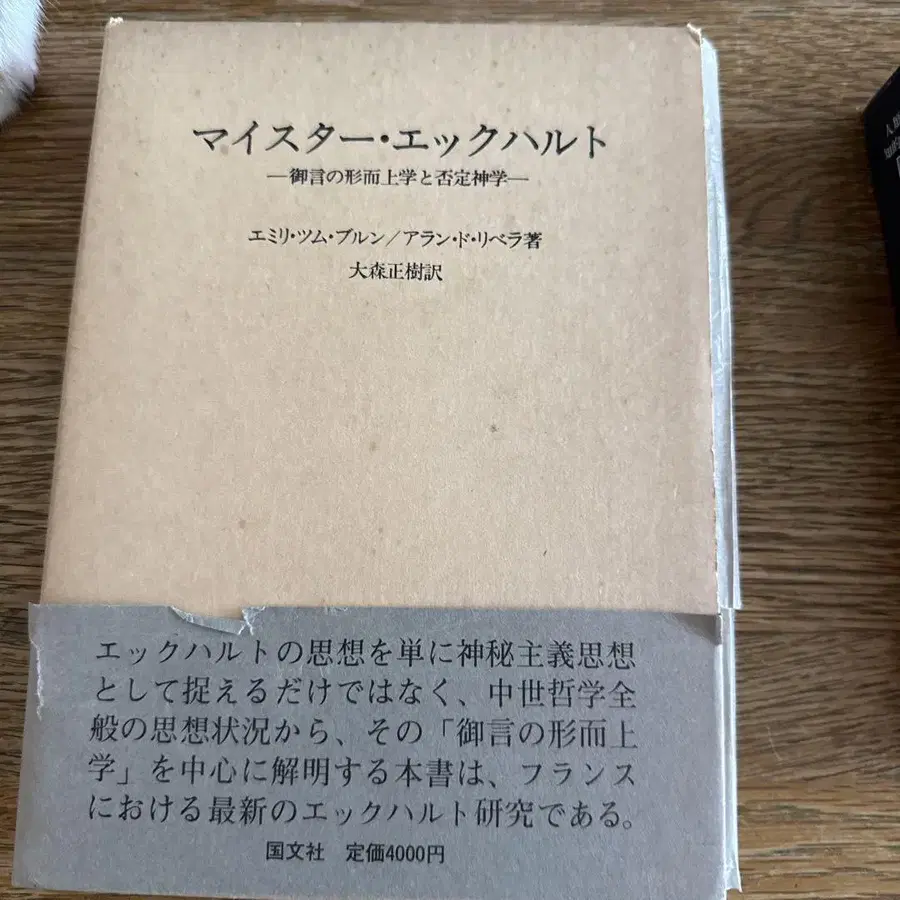 マイスター・エックハルト
―御言の形而上学と否定神学―
エミリ・ツム・ブルン/アラン・ド・リベラ著
大森正樹訳
エックハルトの思想を単に神秘主義思想
として捉えるだけではなく、中世哲学全
般の思想状況から、その「御言の形而上
学」を中心に解明する本書は、フランス
における最新のエックハルト研究である。
国文社 定価4000円